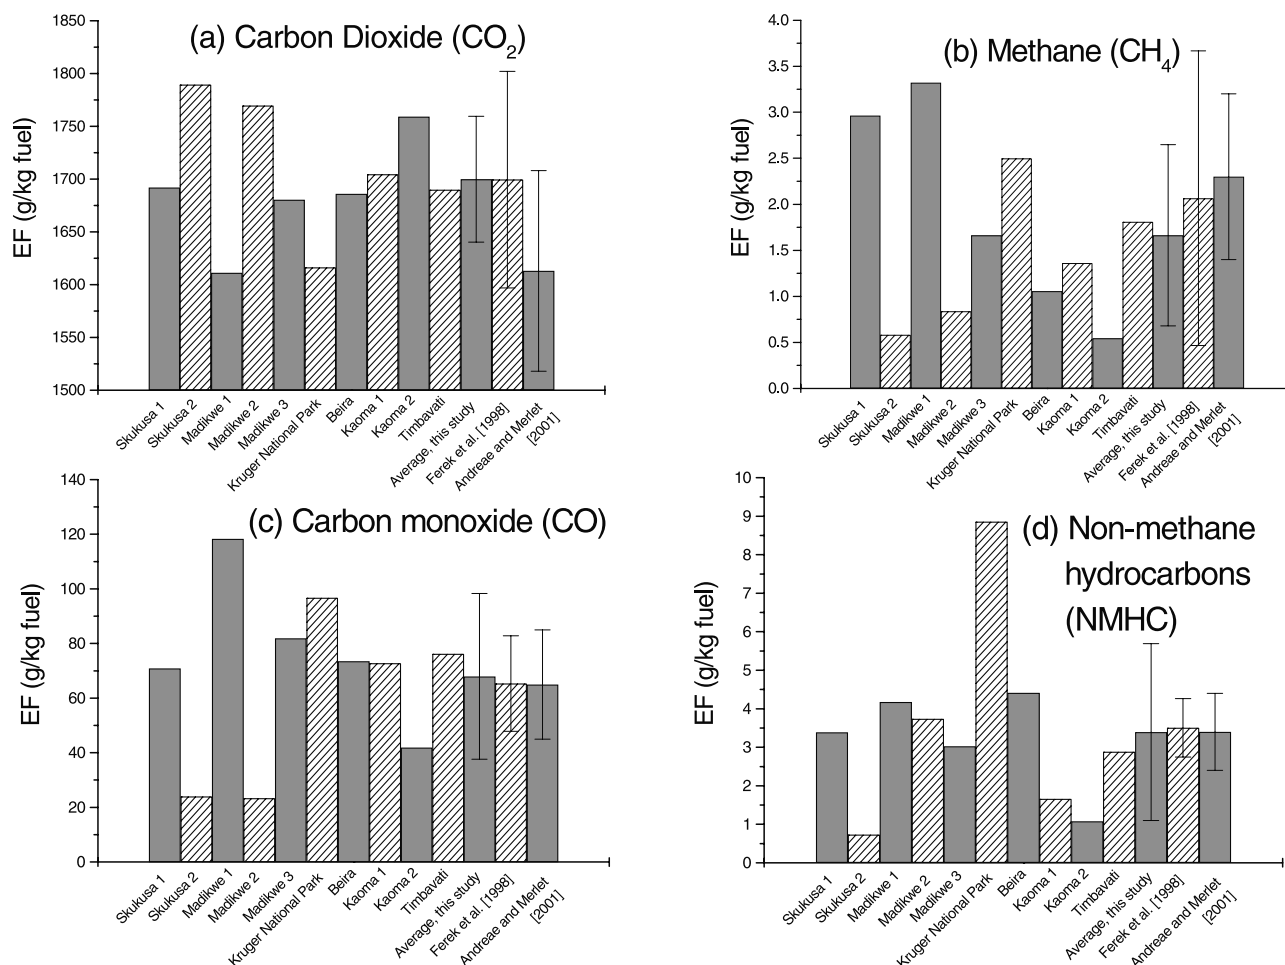 (a) Carbon Dioxide (CO2)
EF (g/kg fuel)
1850
1800
1750
1700
1650
1600
1550
1500
Skukusa 1
Skukusa 2
Madikwe 1
Madikwe 2
Madikwe 3
Kruger National Park
Beira
Kaoma 1
Kaoma 2
Timbavati
Average, this study
Ferek et al. [1998]
Andreae and Merlet
[2001]
(b) Methane (CH4)
EF (g/kg fuel)
4.0
3.5
3.0
2.5
2.0
1.5
1.0
0.5
0.0
Skukusa 1
Skukusa 2
Madikwe 1
Madikwe 2
Madikwe 3
Kruger National Park
Beira
Kaoma 1
Kaoma 2
Timbavati
Average, this study
Ferek et al. [1998]
Andreae and Merlet
[2001]
(c) Carbon monoxide (CO)
EF (g/kg fuel)
140
120
100
80
60
40
20
0
Skukusa 1
Skukusa 2
Madikwe 1
Madikwe 2
Madikwe 3
Kruger National Park
Beira
Kaoma 1
Kaoma 2
Timbavati
Average, this study
Ferek et al. [1998]
Andreae and Merlet
[2001]
(d) Non-methane
hydrocarbons
(NMHC)
EF (g/kg fuel)
10
9
8
7
6
5
4
3
2
1
0
Skukusa 1
Skukusa 2
Madikwe 1
Madikwe 2
Madikwe 3
Kruger National Park
Beira
Kaoma 1
Kaoma 2
Timbavati
Average, this study
Ferek et al. [1998]
Andreae and Merlet
[2001]